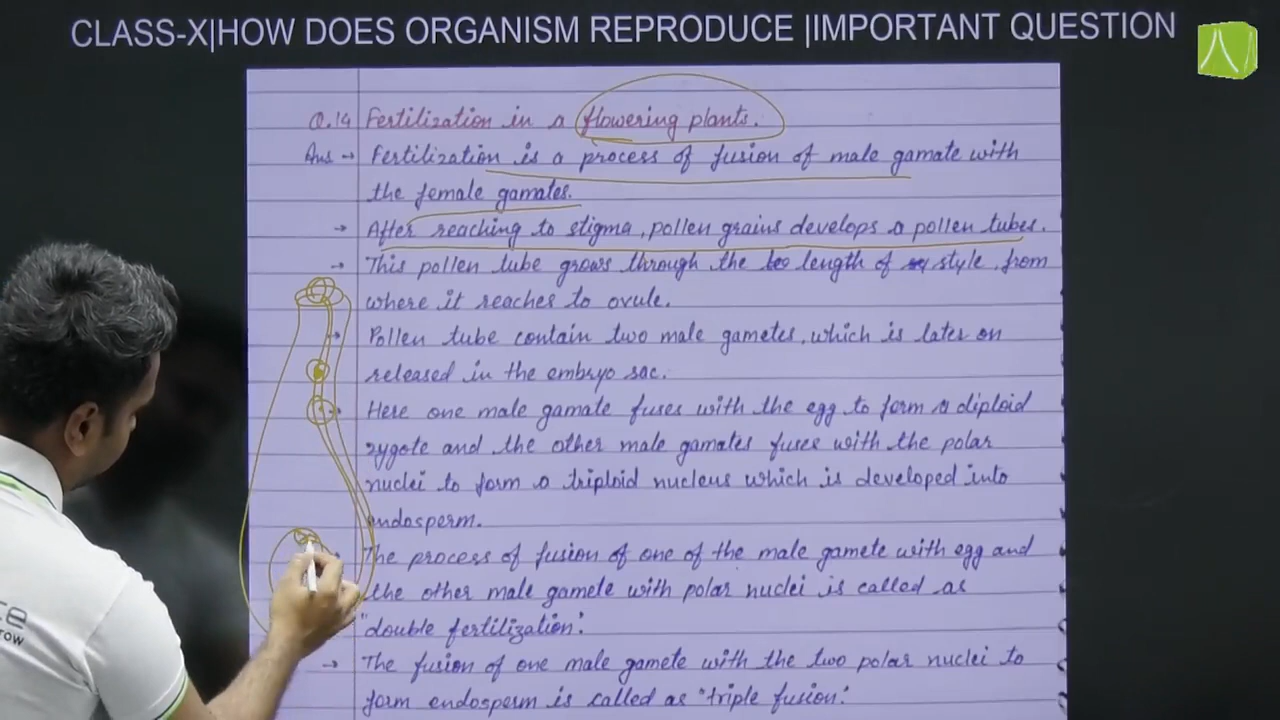 CLASS-X|HOW DOES ORGANISM REPRODUCE |IMPORTANT QUESTION
Q.14 Fertilization in a flowering plants.
Ans → Fertilization is a process of fusion of male gamate with
the female gamates.
→ After reaching to stigma, pollen grains develops a pollen tubes.
→ This pollen tube grows through the length of style, from
where it reaches to ovule.
→ Pollen tube contain two male gametes, which is later on
released in the embryo sac.
→ Here one male gamate fuses with the egg to form a diploid
zygote and the other male gamates fuse with the polar
nuclei to form a triploid nucleus which is developed into
endosperm.
The process of fusion of one of the male gamete with egg and
the other male gamete with polar nuclei is called as
"double fertilization".
→ The fusion of one male gamete with the two polar nuclei to
form endosperm is called as "triple fusion".